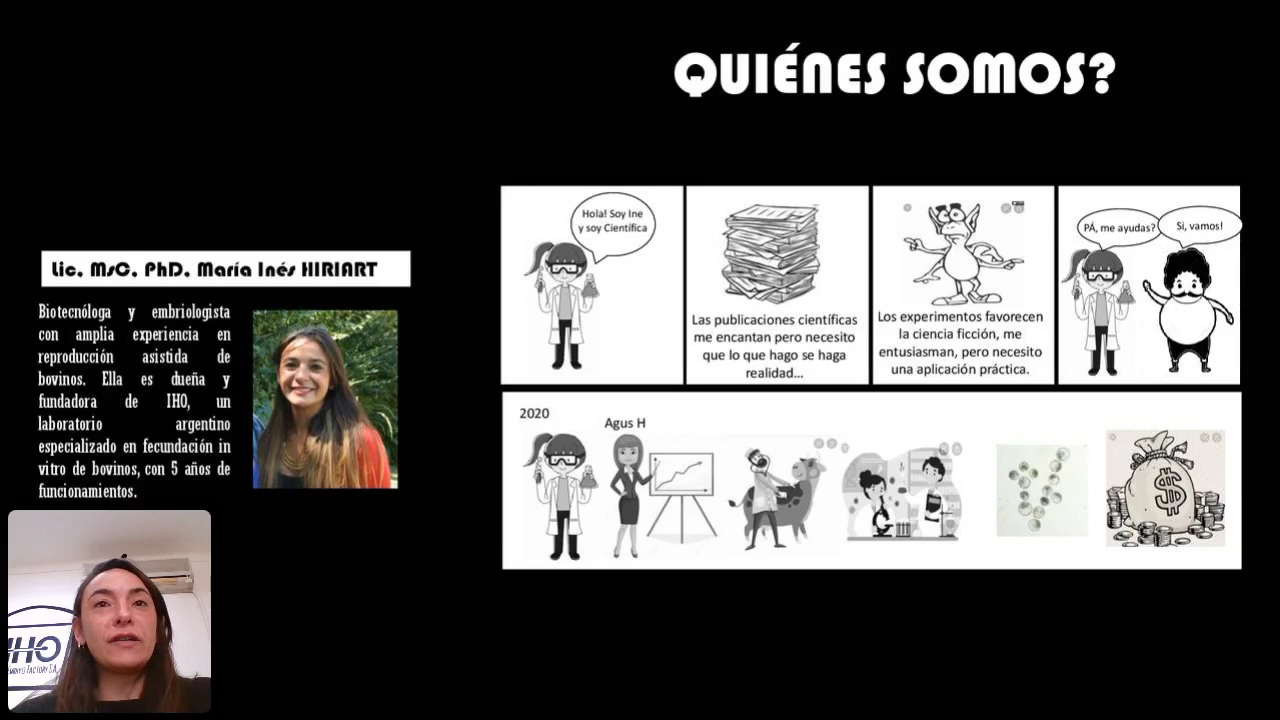 QUIÉNES SOMOS?
Lic. MsC. PhD. María Inés HIRIART
Biotecnóloga y embriologista
con amplia experiencia en
reproducción asistida de
bovinos. Ella es dueña y
fundadora de IHO, un
laboratorio argentino
especializado en fecundación in
vitro de bovinos, con 5 años de
funcionamientos.
Hola! Soy Ine
y soy Científica
Las publicaciones científicas
me encantan pero necesito
que lo que hago se haga
realidad...
Los experimentos favorecen
la ciencia ficción, me
entusiasman, pero necesito
una aplicación práctica.
PÁ, me ayudas?
Si, vamos!
2020
Agus H
$
IHO
EMBRYO FACTORY S.A.